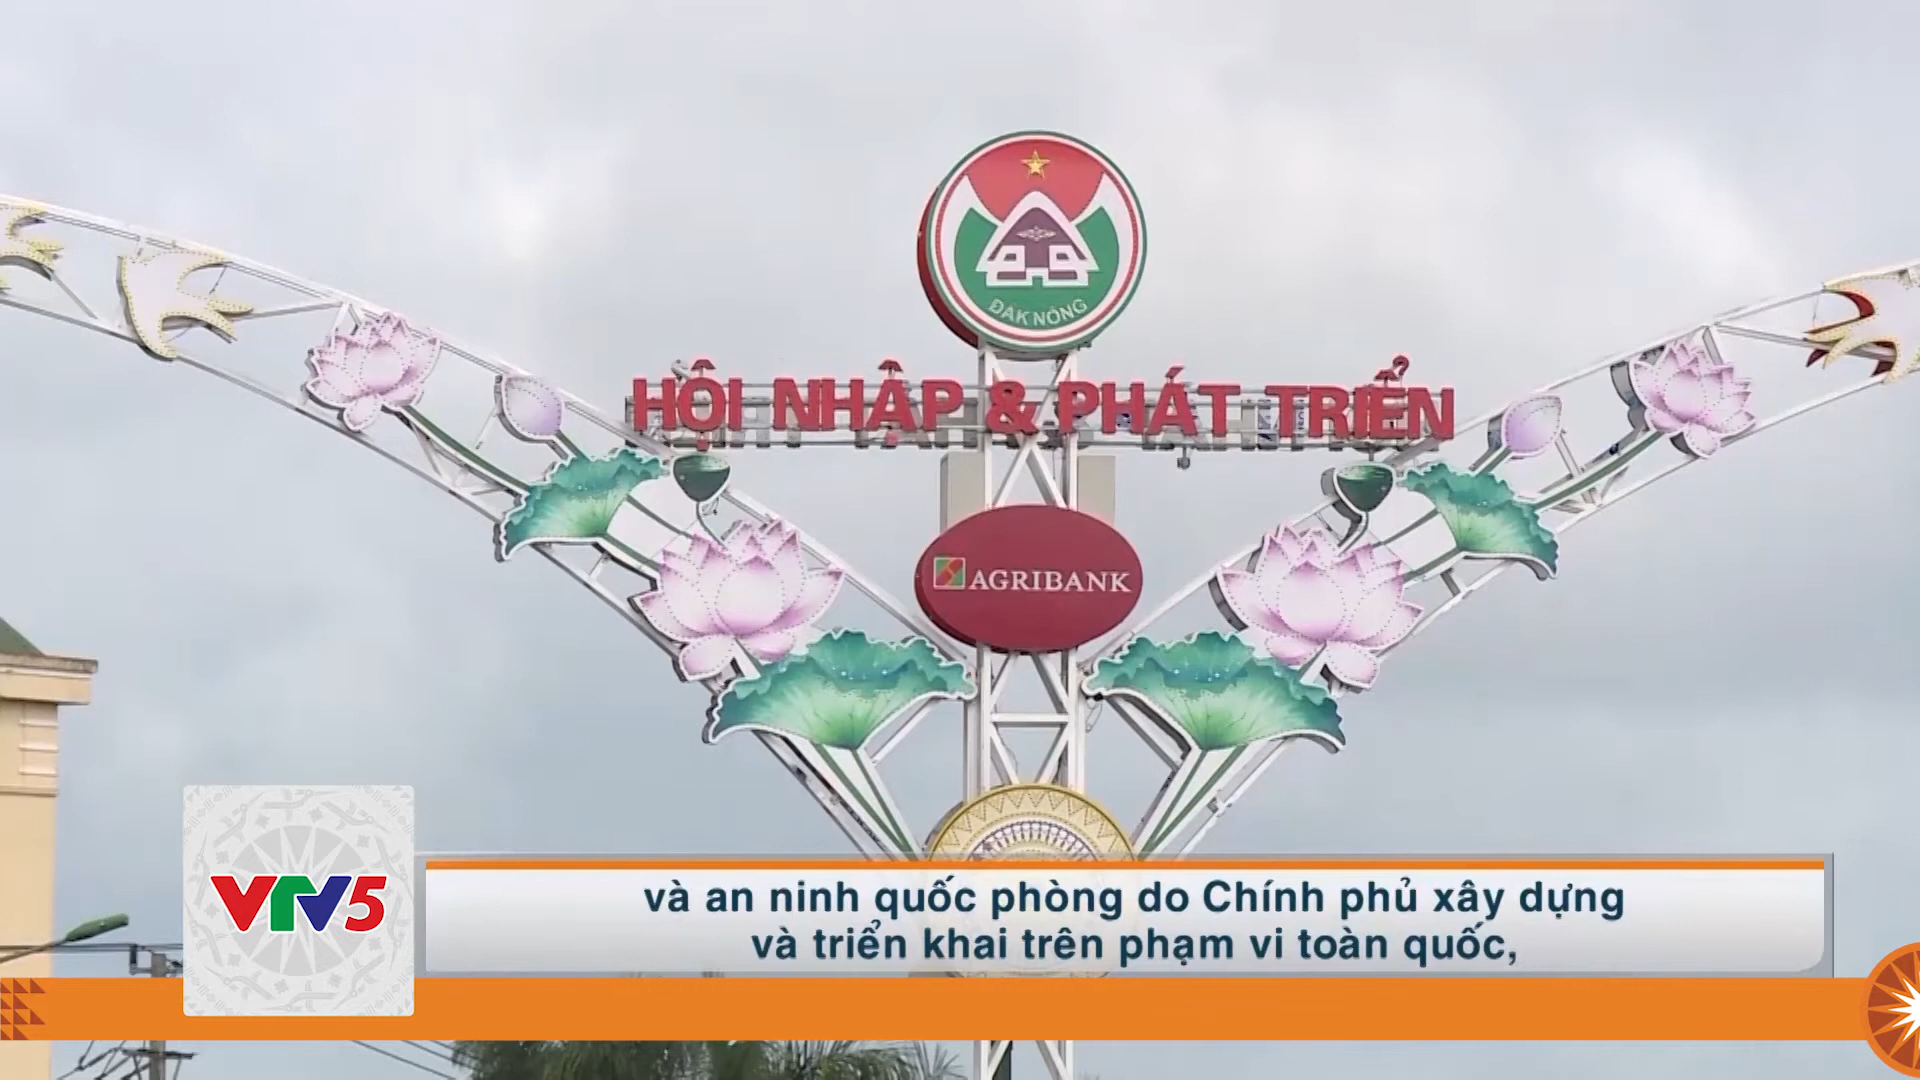 ĐĂK NÔNG
HỘI NHẬP & PHÁT TRIỂN
AGRIBANK
VTV5
và an ninh quốc phòng do Chính phủ xây dựng
và triển khai trên phạm vi toàn quốc,